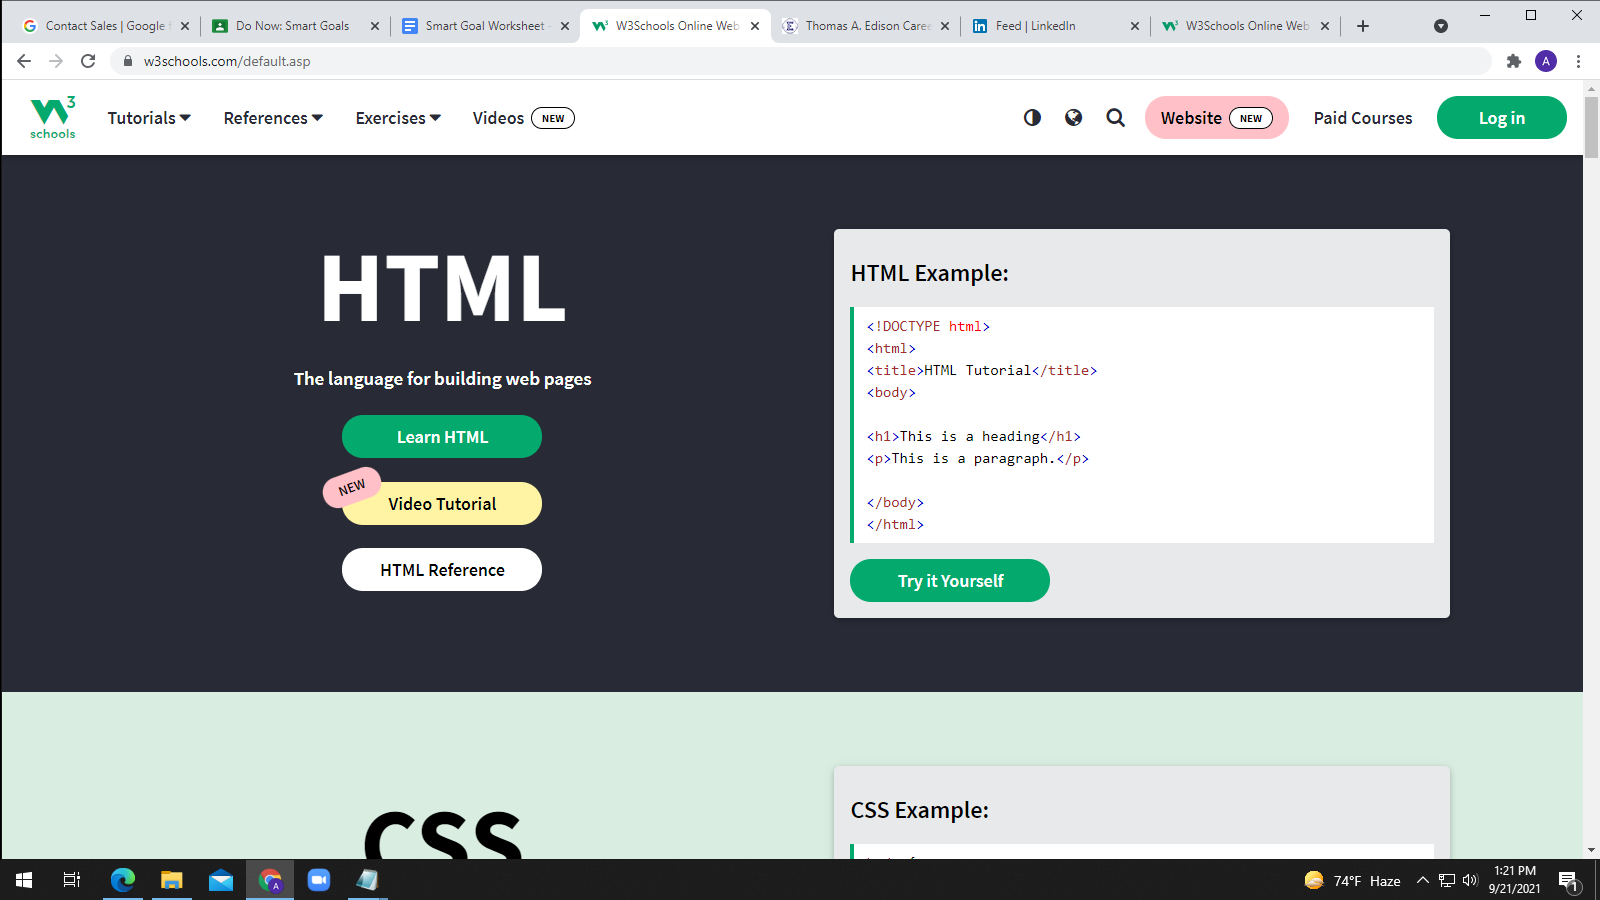 Contact Sales | Google
Do Now: Smart Goals
Smart Goal Worksheet -
W3Schools Online Web
Thomas A. Edison Caree
Feed | LinkedIn
W3Schools Online Web
w3schools.com/default.asp
A
3
schools
Tutorials
References
Exercises
Videos NEW
Website NEW
Paid Courses
Log in
HTML
The language for building web pages
Learn HTML
NEW
Video Tutorial
HTML Reference
HTML Example:
<!DOCTYPE html>
<html>
<title>HTML Tutorial</title>
<body>
<h1>This is a heading</h1>
<p>This is a paragraph.</p>
</body>
</html>
Try it Yourself
CSS
CSS Example:
A
74°F Haze
1:21 PM
9/21/2021
1